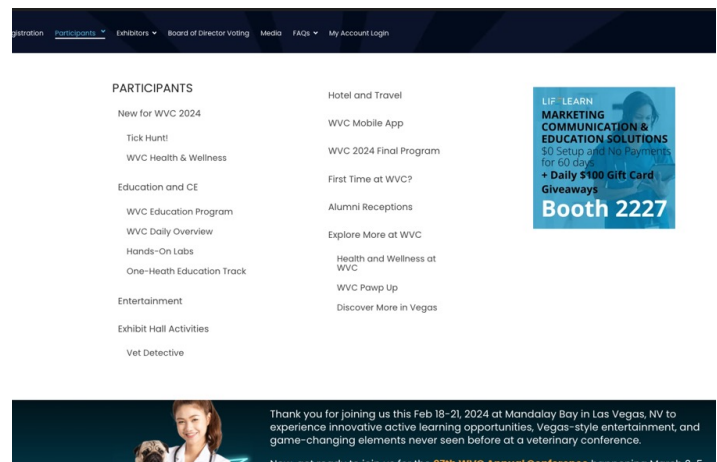 Participants
Exhibitors
Board of Director Voting
Media
FAQs
My Account Login
PARTICIPANTS
New for WVC 2024
Tick Hunt!
WVC Health & Wellness
Education and CE
WVC Education Program
WVC Daily Overview
Hands-On Labs
One-Heath Education Track
Entertainment
Exhibit Hall Activities
Vet Detective
Hotel and Travel
WVC Mobile App
WVC 2024 Final Program
First Time at WVC?
Alumni Receptions
Explore More at WVC
Health and Wellness at
WVC
WVC Pawp Up
Discover More in Vegas
MARKETING
COMMUNICATION &
EDUCATION SOLUTIONS
$0 Setup and No Payments
for 60 days
+ Daily $100 Gift Card
Giveaways
Booth 2227
Thank you for joining us this Feb 18-21, 2024 at Mandalay Bay in Las Vegas, NV to
experience innovative active learning opportunities, Vegas-style entertainment, and
game-changing elements never seen before at a veterinary conference.